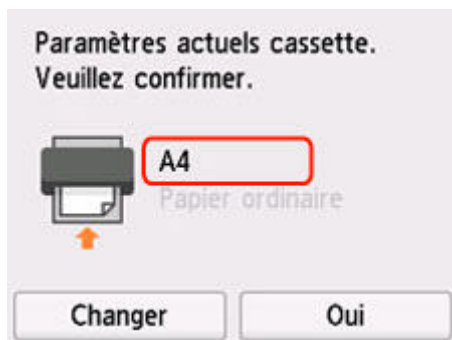 Paramètres actuels cassette.
Veuillez confirmer.
A4
Papier ordinaire
Changer
Oui